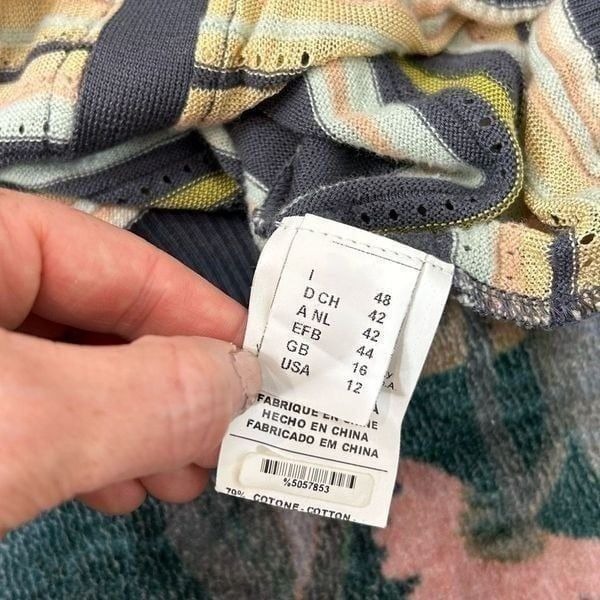 I 48
D CH 42
A NL 42
EFB 44
GB 16
USA 12
FABRIQUE EN CHINE
HECHO EN CHINA
FABRICADO EM CHINA
%5057853
70% COTONE-COTTON